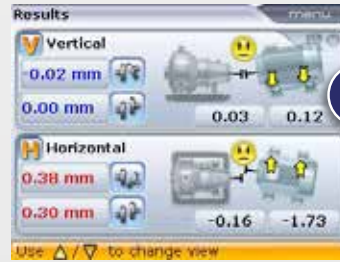 Results menu
V Vertical
-0.02 mm
0.00 mm 0.03 0.12
H Horizontal
0.38 mm
0.30 mm -0.16 -1.73
Use △/▽ to change view